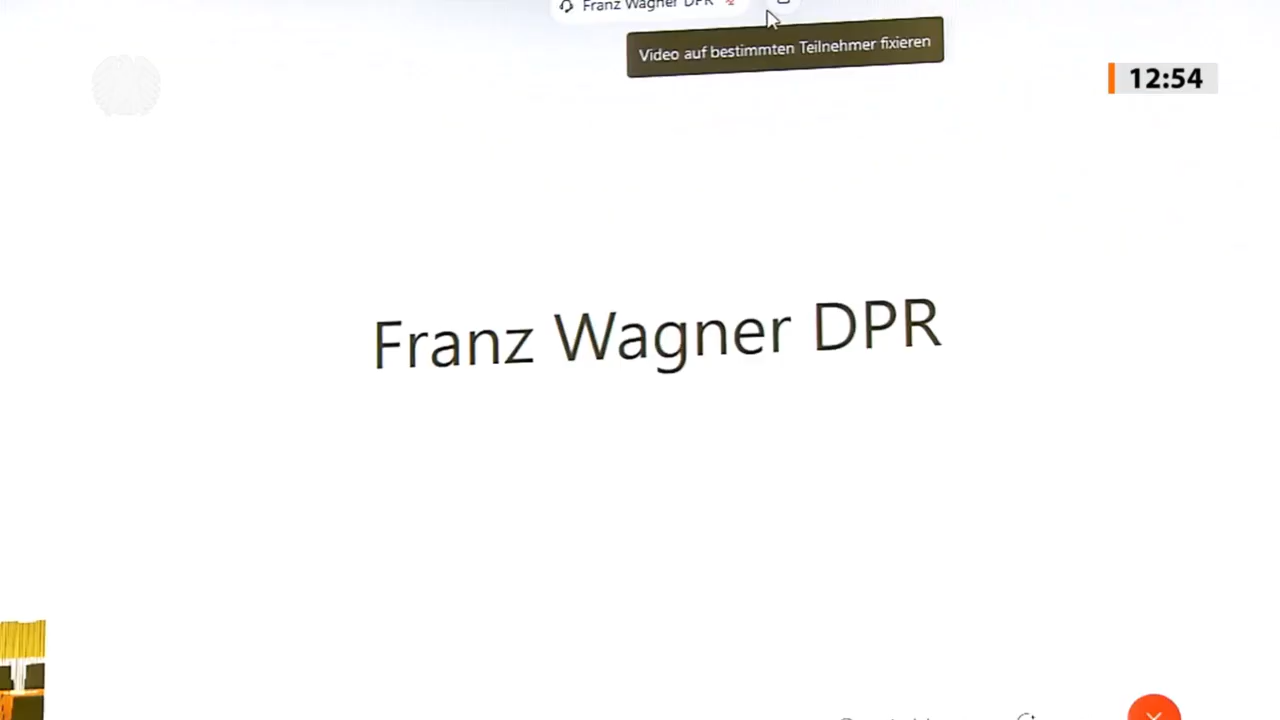 Franz Wagner DPR
Video auf bestimmten Teilnehmer fixieren
12:54
Franz Wagner DPR